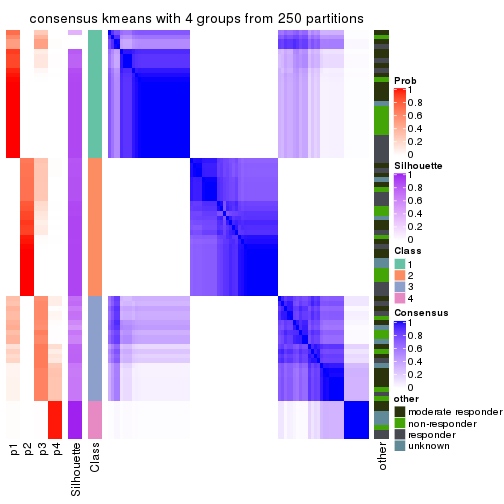 consensus kmeans with 4 groups from 250 partitions
Prob
1
0.8
0.6
0.4
0.2
0
Silhouette
1
0.8
0.6
0.4
0.2
0
Class
1
2
3
4
Consensus
1
0.8
0.6
0.4
0.2
0
other
moderate responder
non-responder
responder
unknown
p1
p2
p3
p4
Silhouette
Class
other